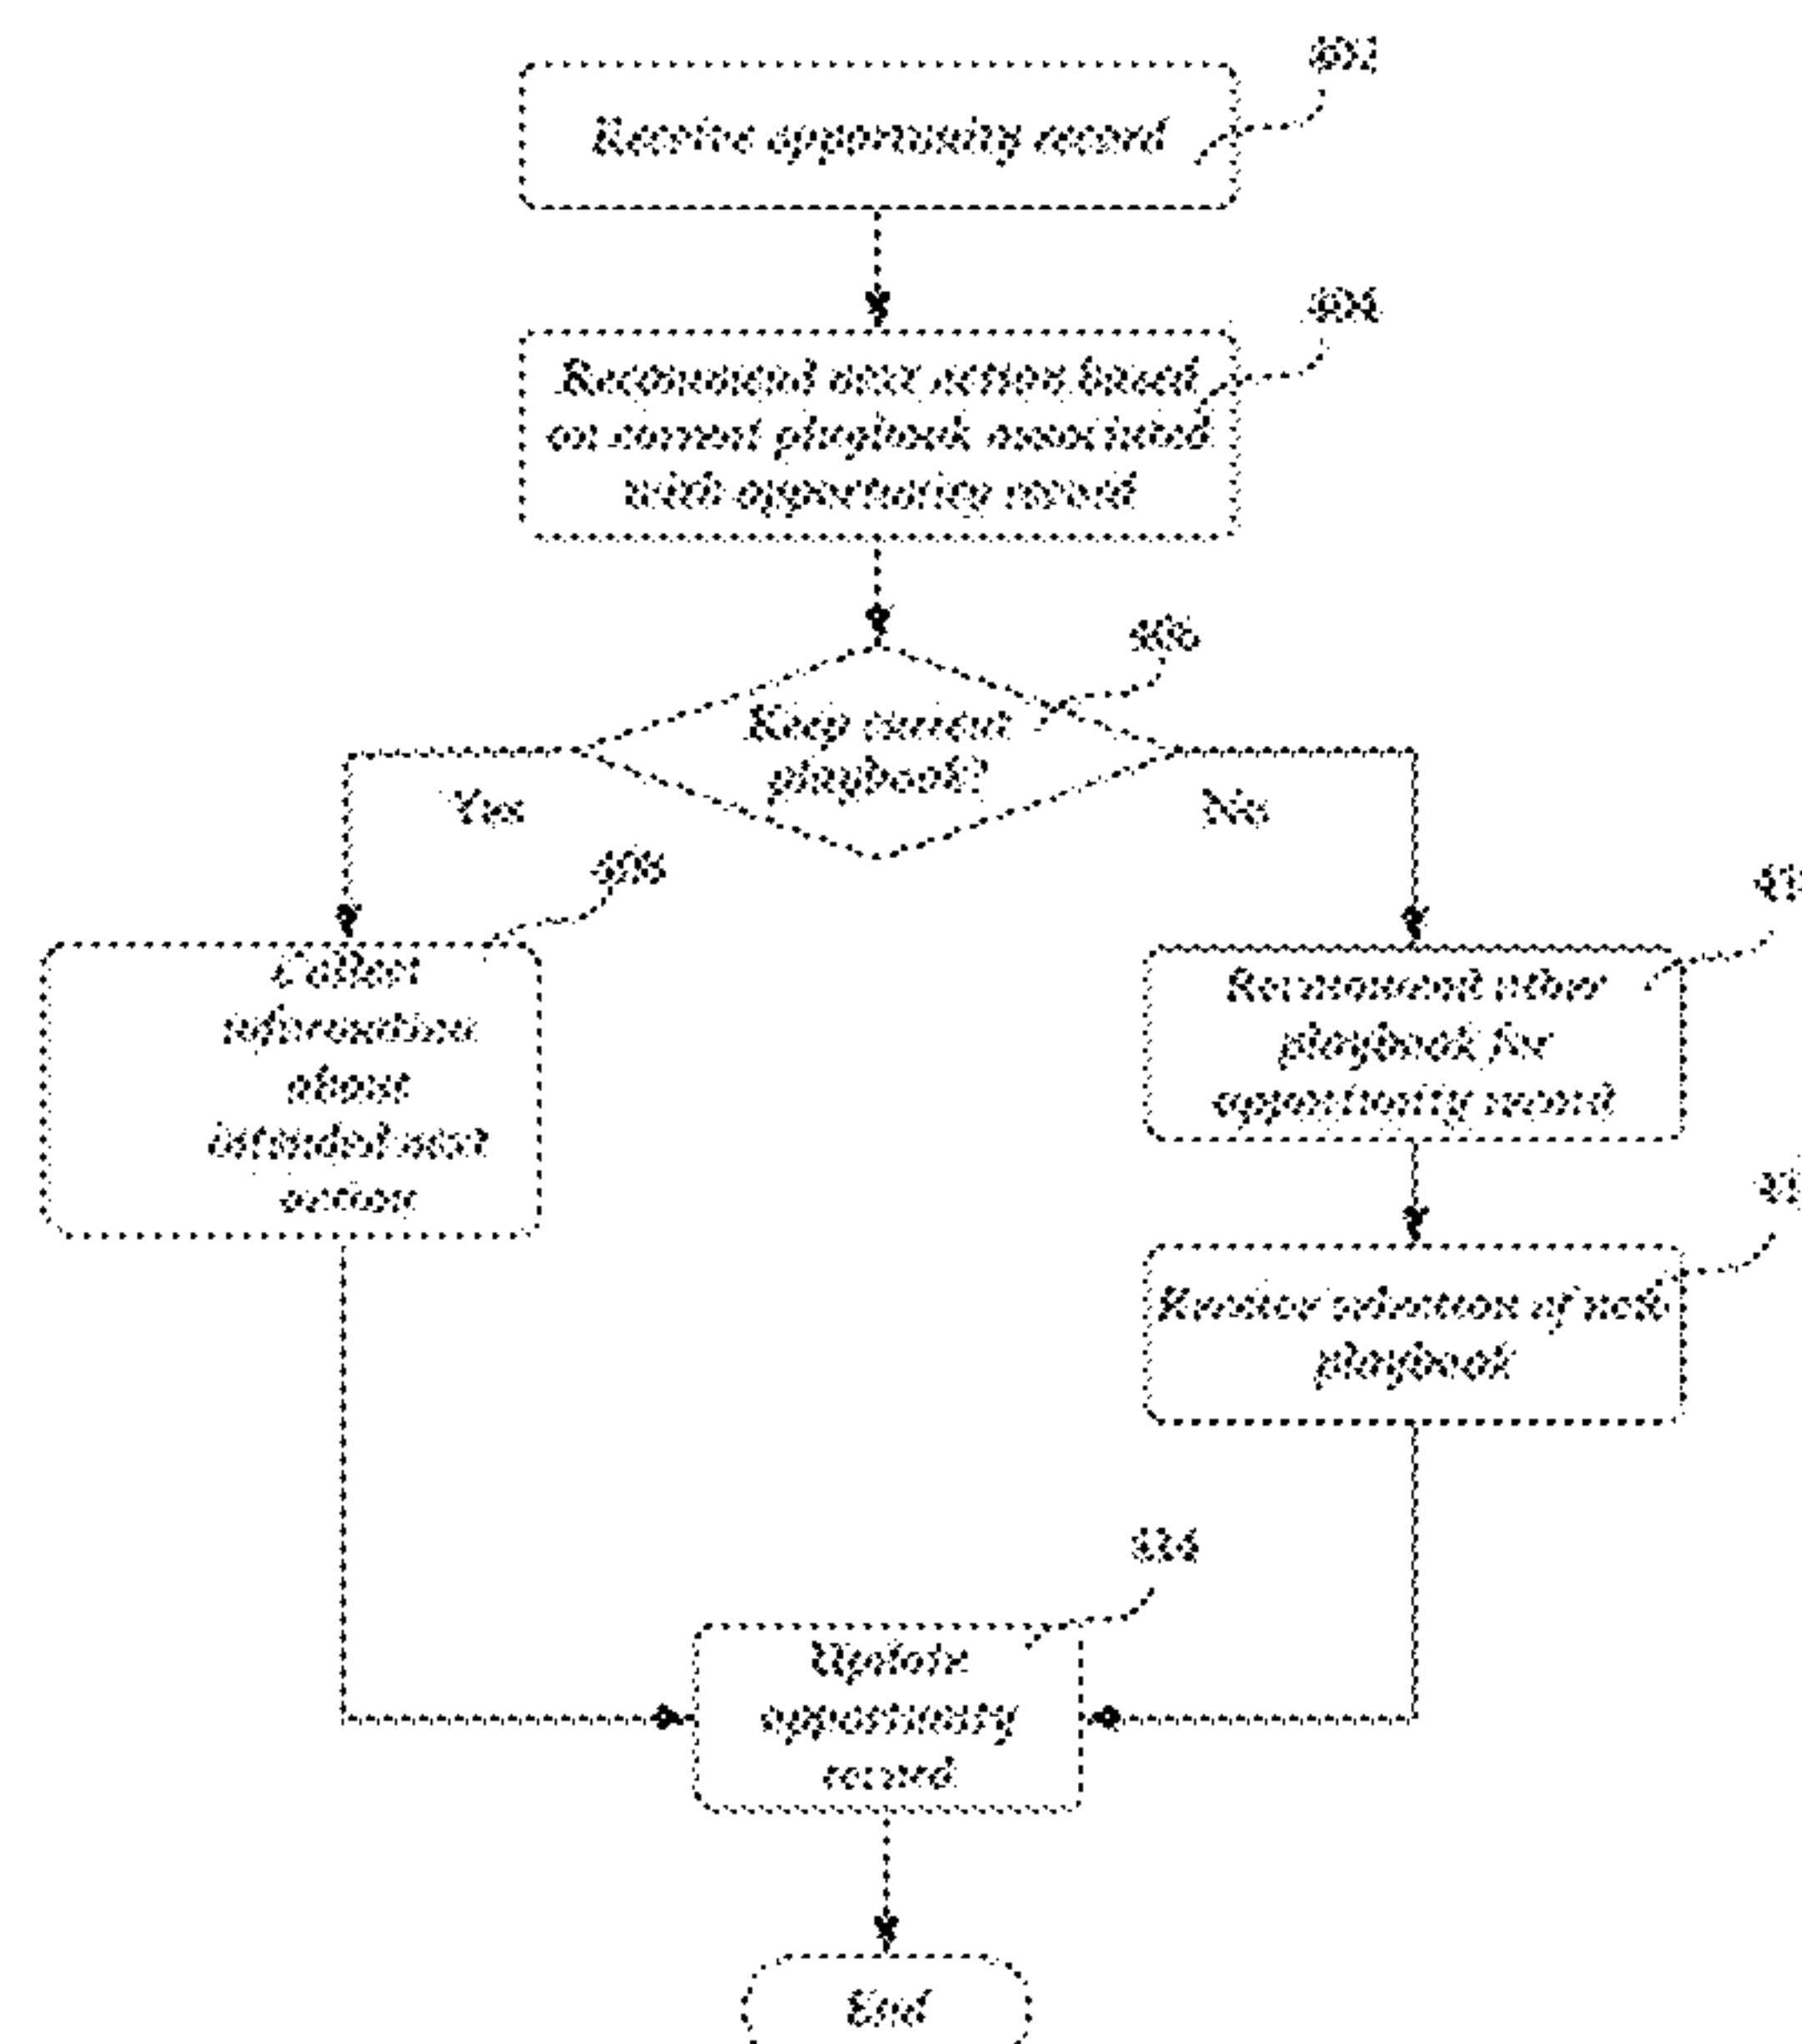 Receive opportunity record
Recommend next action based
on current playbook associated
with opportunity record
Keep current
playbook?
Yes
No
Collect
information
about
intended next
action
Recommend other
playbook for
opportunity record
Receive selection of new
playbook
Update
opportunity
record
End